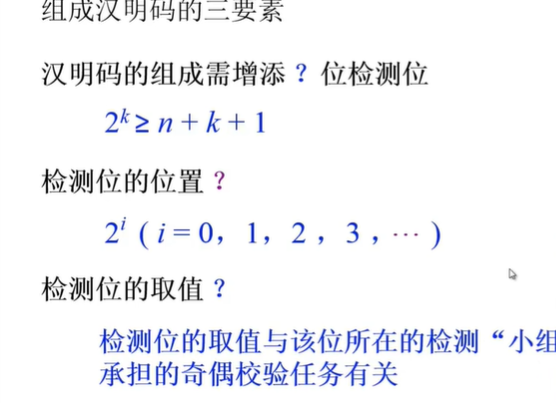 组成汉明码的三要素
汉明码的组成需增添 ? 位检测位
2^k ≥ n + k + 1
检测位的位置 ?
2^i ( i = 0, 1, 2 , 3 , ⋯ )
检测位的取值 ?
检测位的取值与该位所在的检测“小组
承担的奇偶校验任务有关